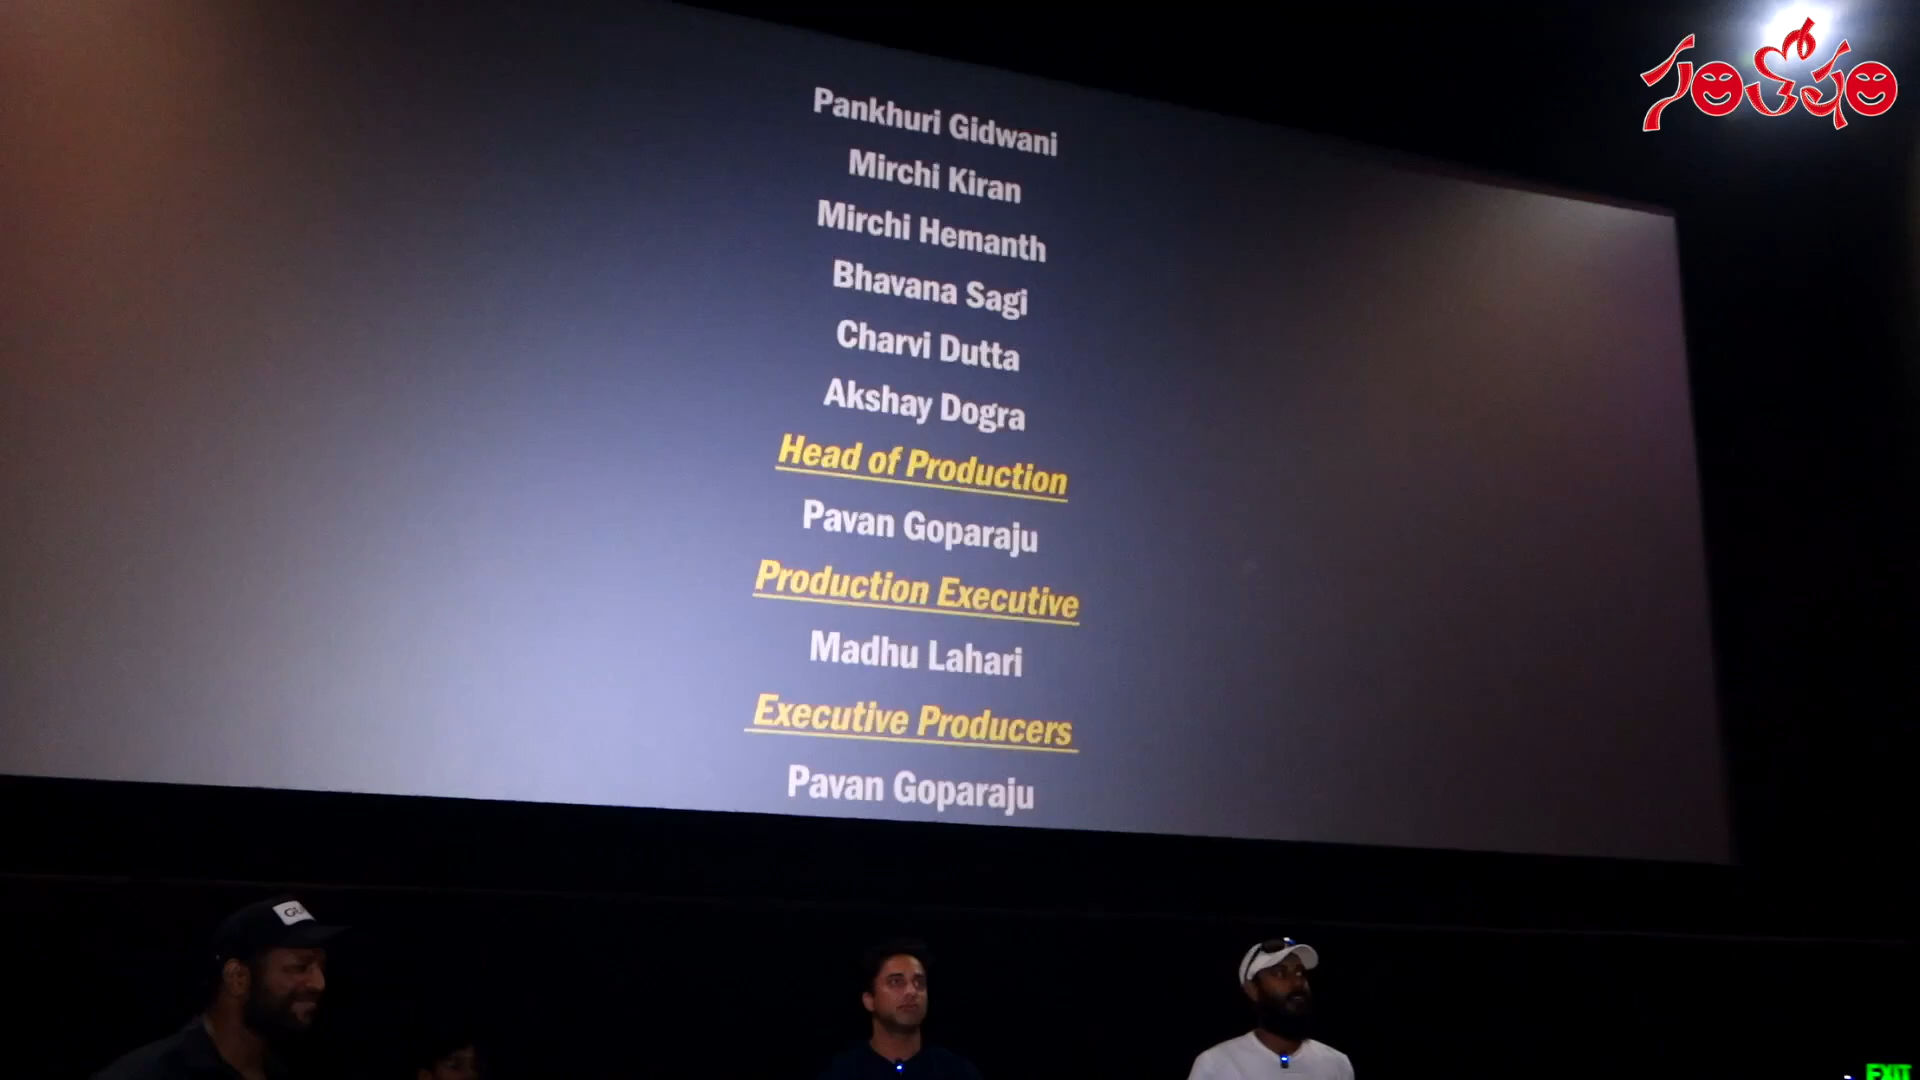 సంతోషం
Pankhuri Gidwani
Mirchi Kiran
Mirchi Hemanth
Bhavana Sagi
Charvi Dutta
Akshay Dogra
Head of Production
Pavan Goparaju
Production Executive
Madhu Lahari
Executive Producers
Pavan Goparaju
EXIT